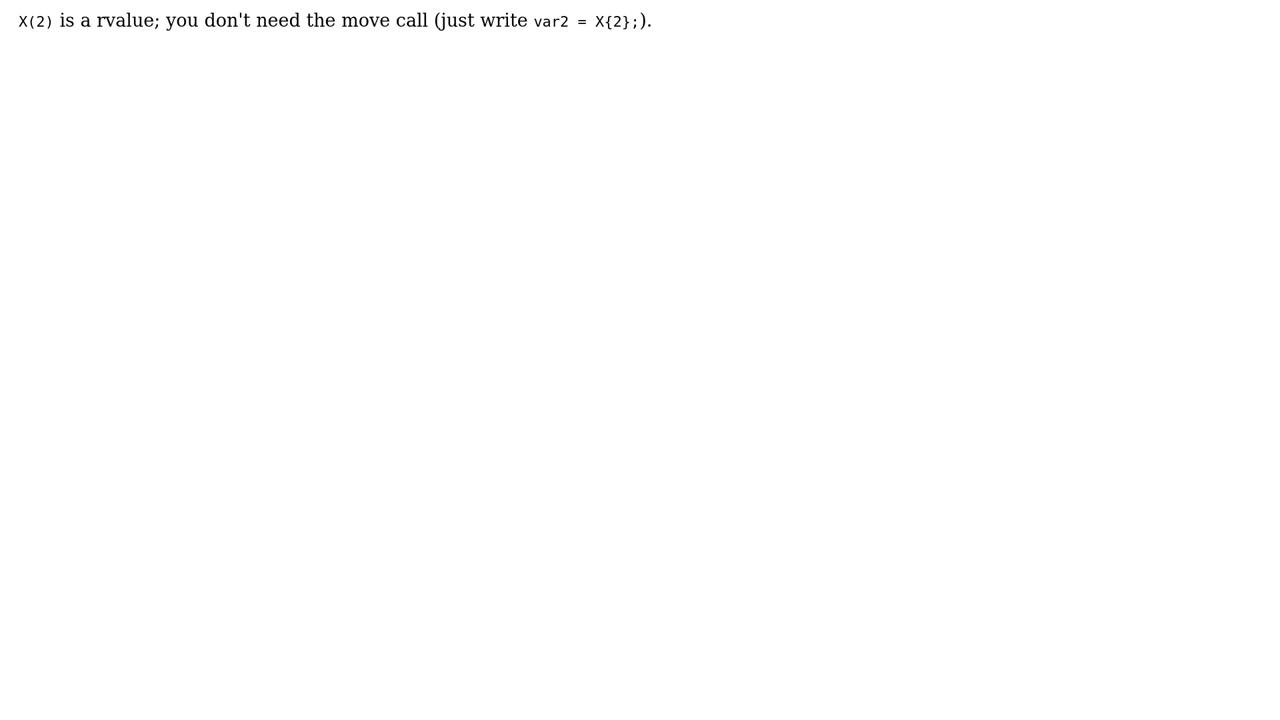 X(2) is a rvalue; you don't need the move call (just write var2 = X{2};).